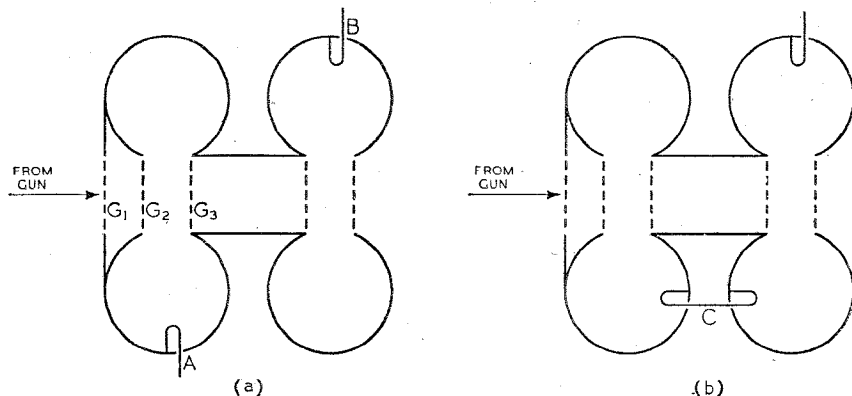 B
FROM
GUN
G₁ G₂ G₃
A
(a)
FROM
GUN
C
(b)